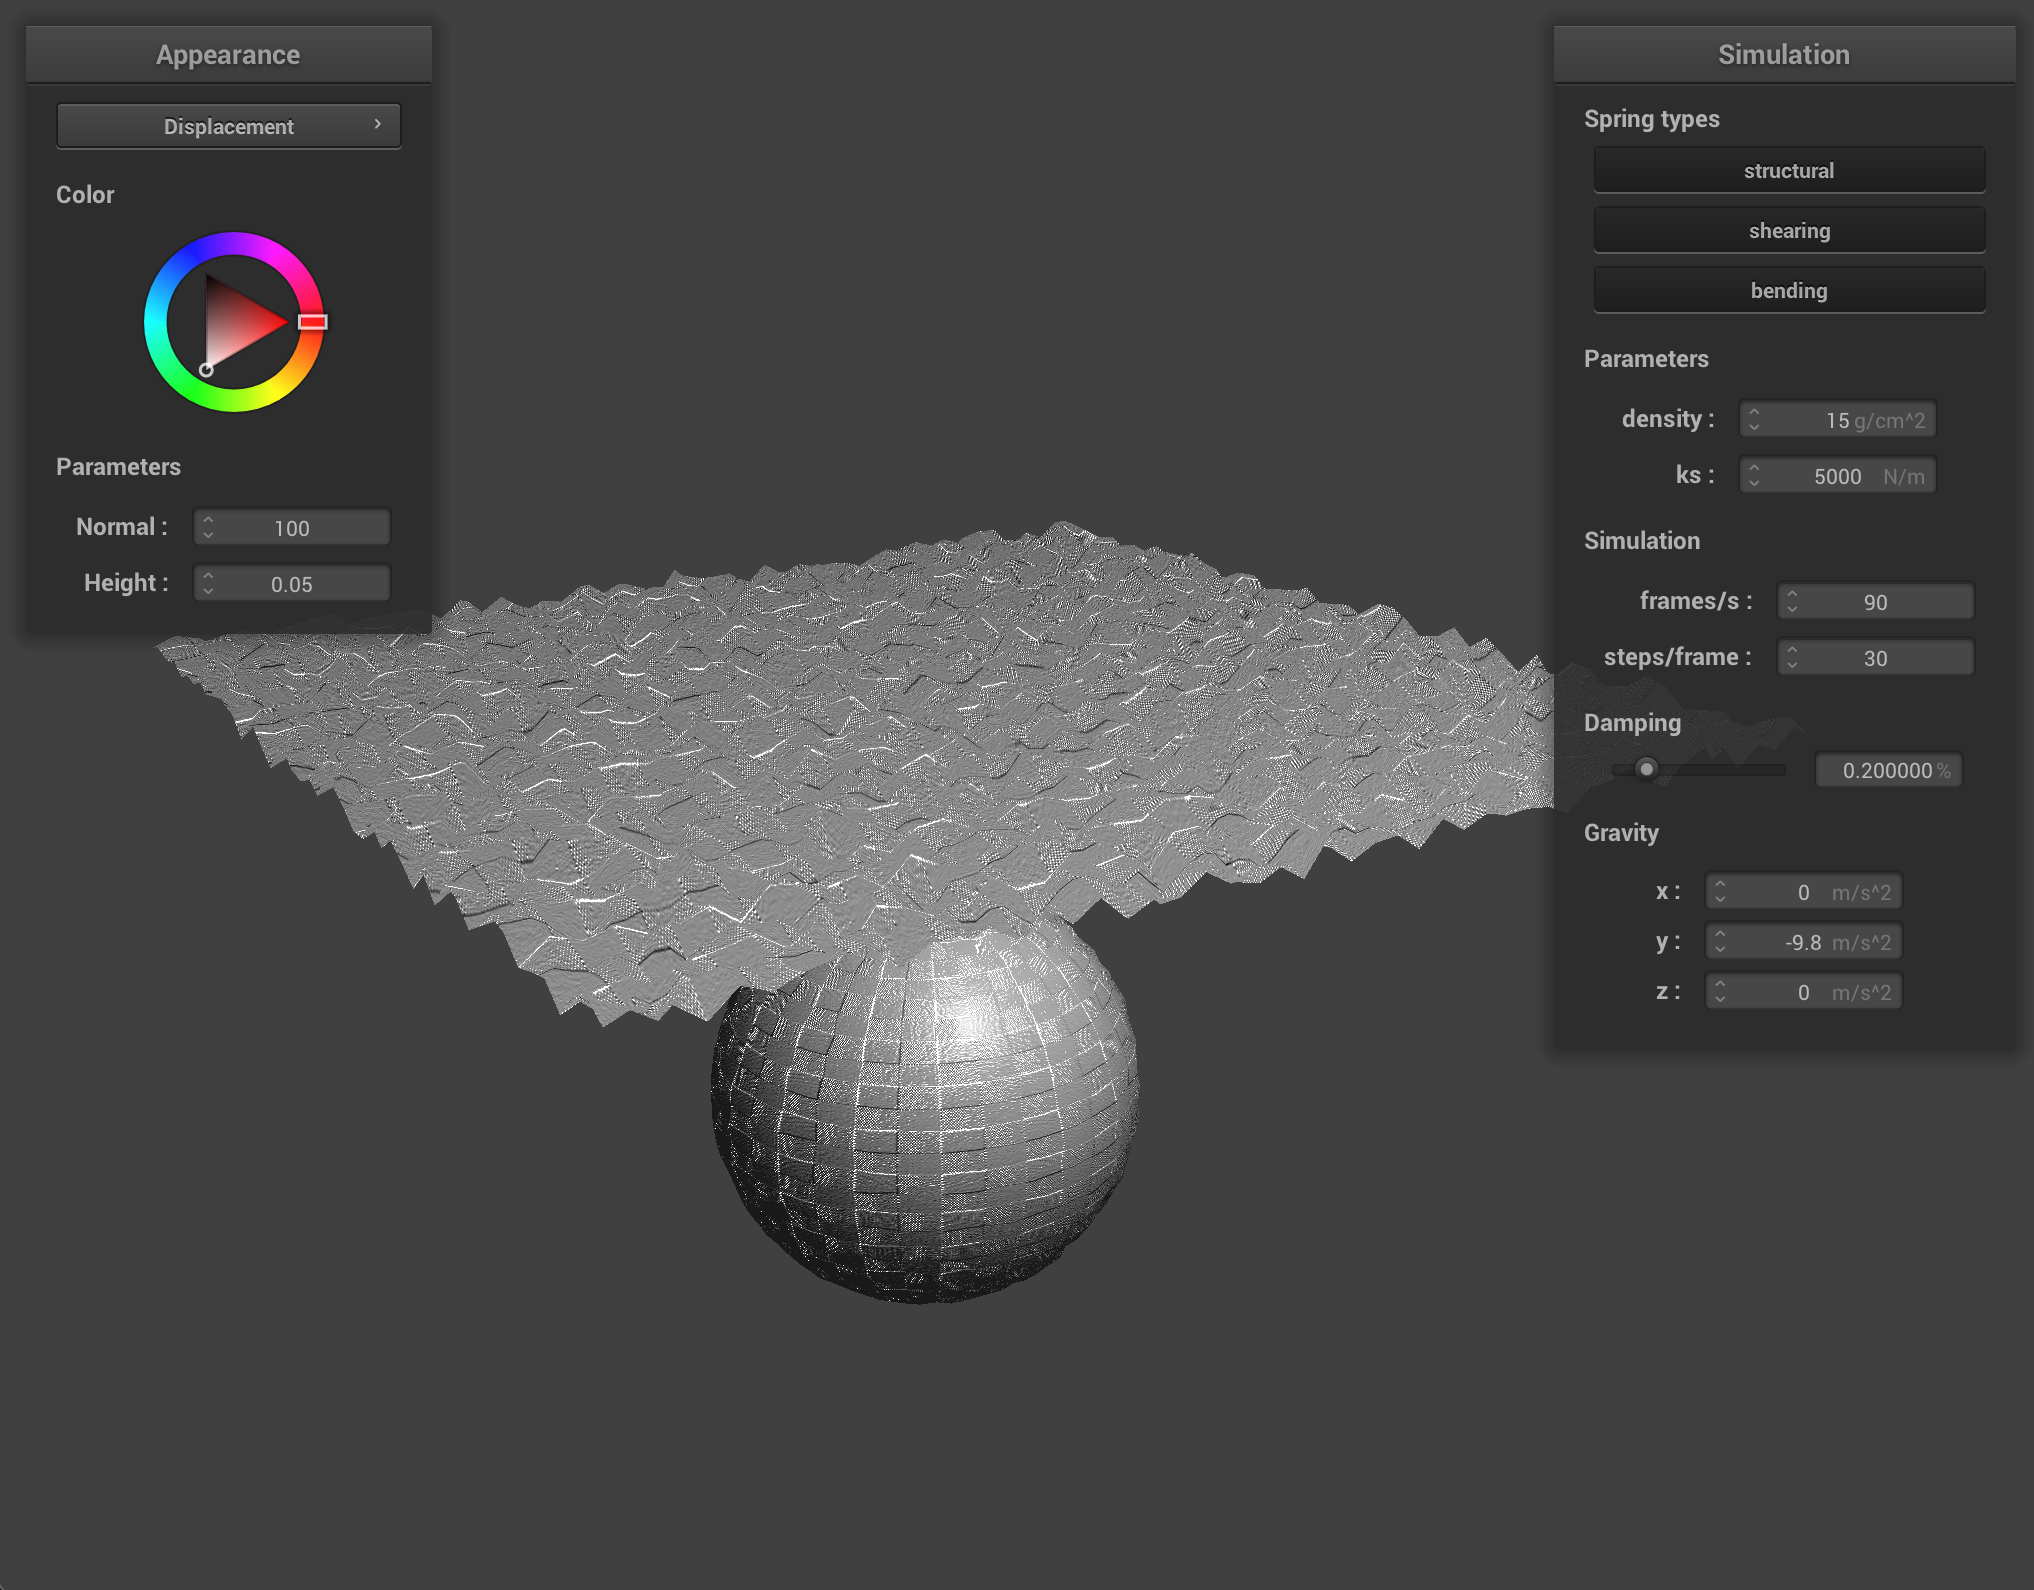 Appearance
Displacement
Color
Parameters
Normal : 100
Height : 0.05
Simulation
Spring types
structural
shearing
bending
Parameters
density : 15 g/cm^2
ks : 5000 N/m
Simulation
frames/s : 90
steps/frame : 30
Damping
0.200000 %
Gravity
x : 0 m/s^2
y : -9.8 m/s^2
z : 0 m/s^2